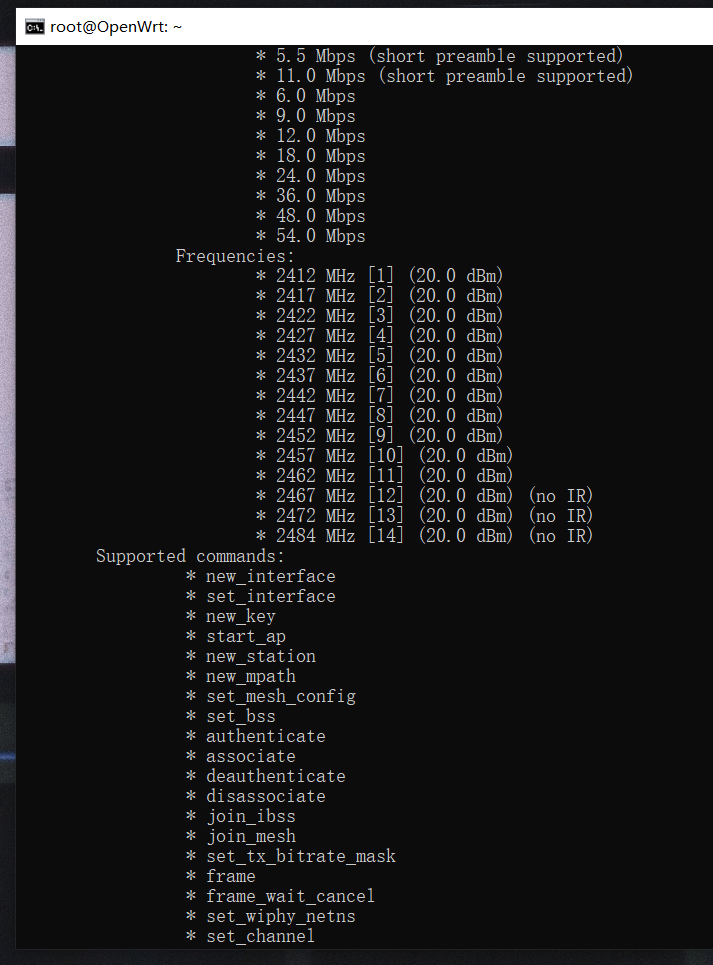 root@OpenWrt: ~
* 5.5 Mbps (short preamble supported)
* 11.0 Mbps (short preamble supported)
* 6.0 Mbps
* 9.0 Mbps
* 12.0 Mbps
* 18.0 Mbps
* 24.0 Mbps
* 36.0 Mbps
* 48.0 Mbps
* 54.0 Mbps
Frequencies:
* 2412 MHz [1] (20.0 dBm)
* 2417 MHz [2] (20.0 dBm)
* 2422 MHz [3] (20.0 dBm)
* 2427 MHz [4] (20.0 dBm)
* 2432 MHz [5] (20.0 dBm)
* 2437 MHz [6] (20.0 dBm)
* 2442 MHz [7] (20.0 dBm)
* 2447 MHz [8] (20.0 dBm)
* 2452 MHz [9] (20.0 dBm)
* 2457 MHz [10] (20.0 dBm)
* 2462 MHz [11] (20.0 dBm)
* 2467 MHz [12] (20.0 dBm) (no IR)
* 2472 MHz [13] (20.0 dBm) (no IR)
* 2484 MHz [14] (20.0 dBm) (no IR)
Supported commands:
* new_interface
* set_interface
* new_key
* start_ap
* new_station
* new_mpath
* set_mesh_config
* set_bss
* authenticate
* associate
* deauthenticate
* disassociate
* join_ibss
* join_mesh
* set_tx_bitrate_mask
* frame
* frame_wait_cancel
* set_wiphy_netns
* set_channel